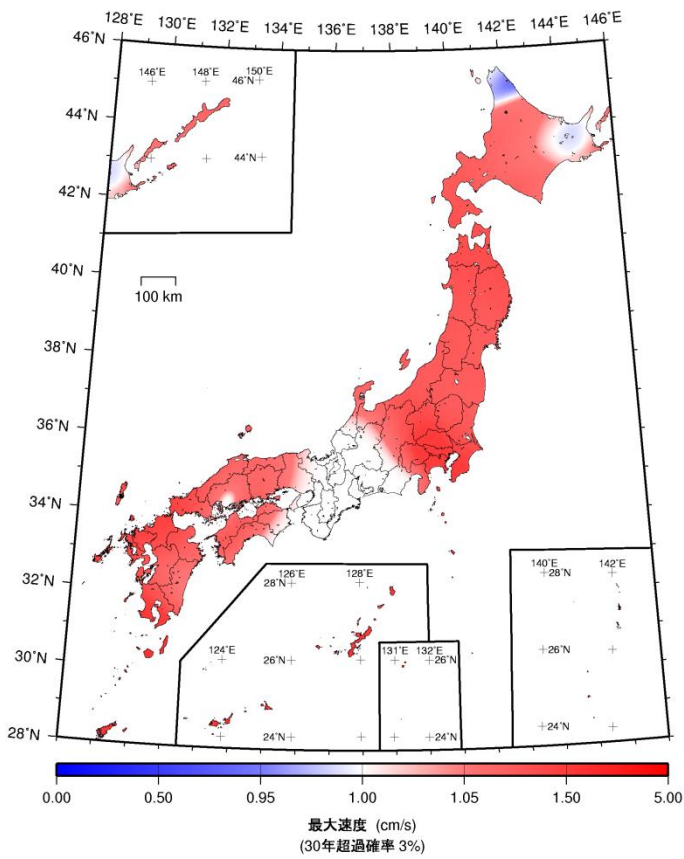 128°E 130°E 132°E 134°E 136°E 138°E 140°E 142°E 144°E 146°E
46°N
146°E 148°E 150°E
46°N
44°N
44°N
42°N
40°N
100 km
38°N
36°N
34°N
32°N
126°E 128°E
28°N
140°E 142°E
28°N
30°N
124°E
26°N
131°E 132°E
26°N
26°N
28°N
24°N
24°N
24°N
0.00 0.50 0.95 1.00 1.05 1.50 5.00
最大速度 (cm/s)
(30年超過確率 3%)